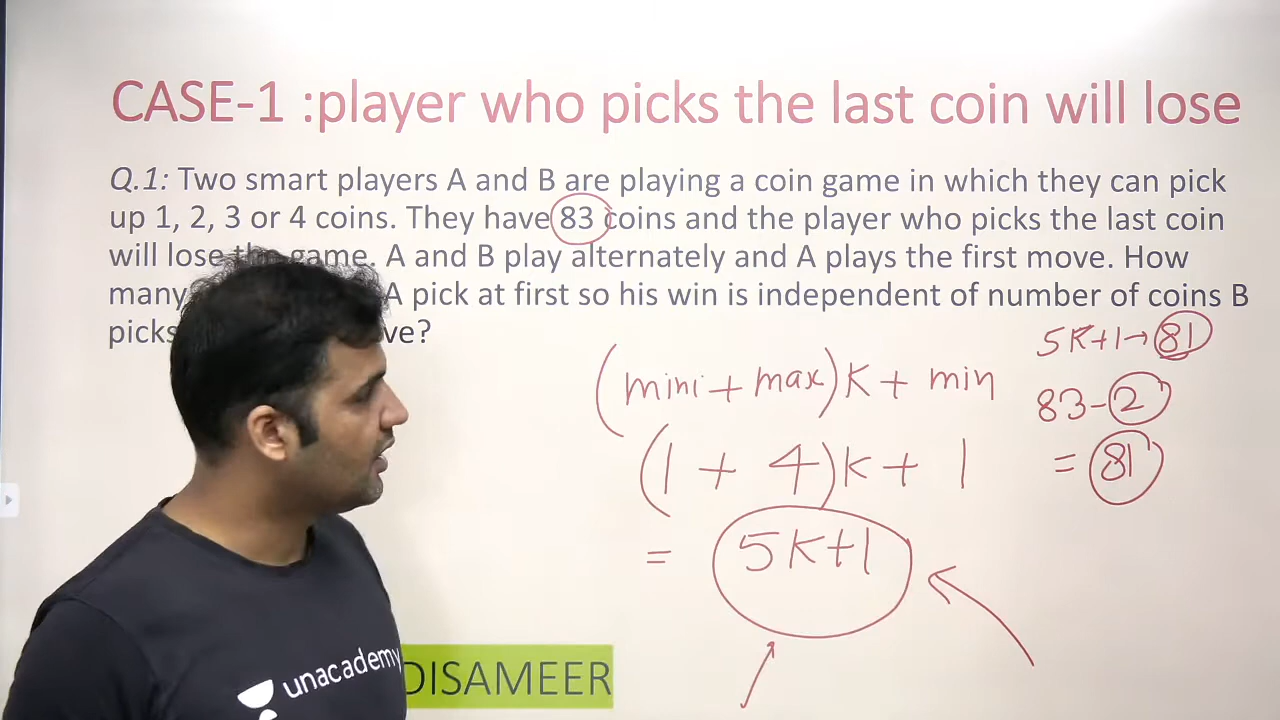 CASE-1 :player who picks the last coin will lose
Q.1: Two smart players A and B are playing a coin game in which they can pick
up 1, 2, 3 or 4 coins. They have 83 coins and the player who picks the last coin
will lose the game. A and B play alternately and A plays the first move. How
many A pick at first so his win is independent of number of coins B
picks ve?
5K+1→81
(mini+max)K+min
83-2
(1+4)K+1
=81
=5K+1
unacademy
DISAMEER